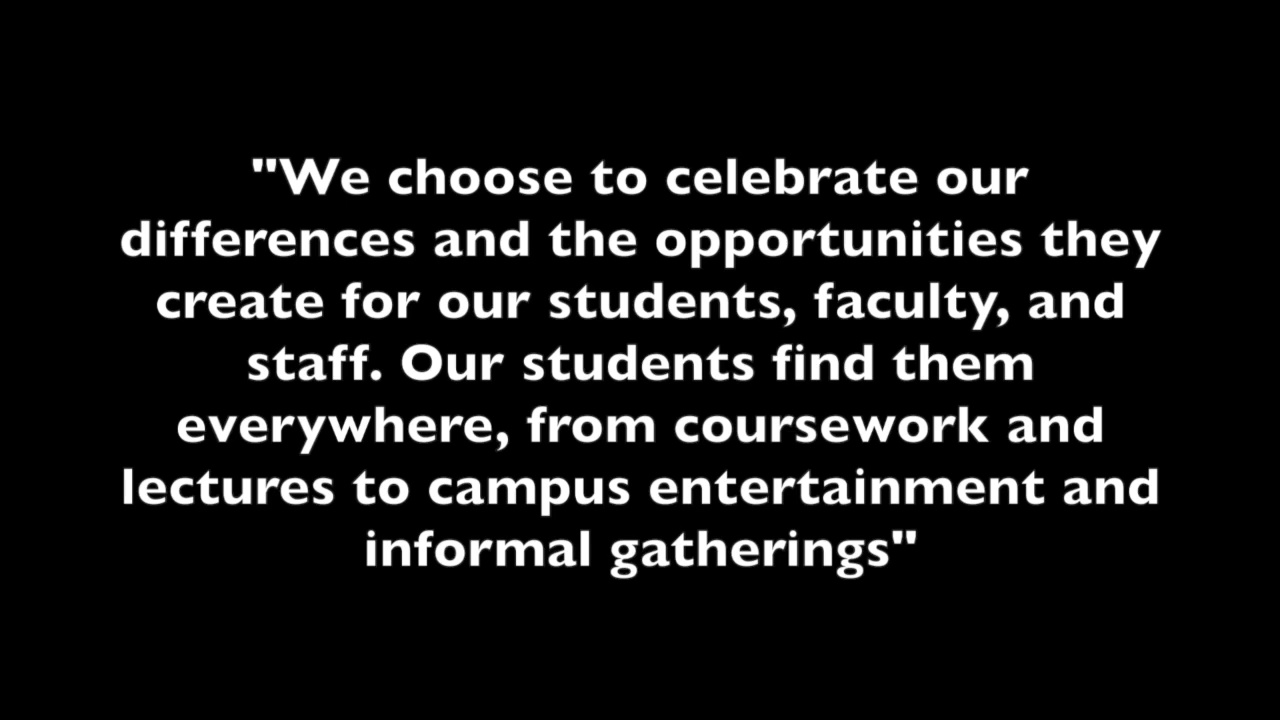 "We choose to celebrate our
differences and the opportunities they
create for our students, faculty, and
staff. Our students find them
everywhere, from coursework and
lectures to campus entertainment and
informal gatherings"